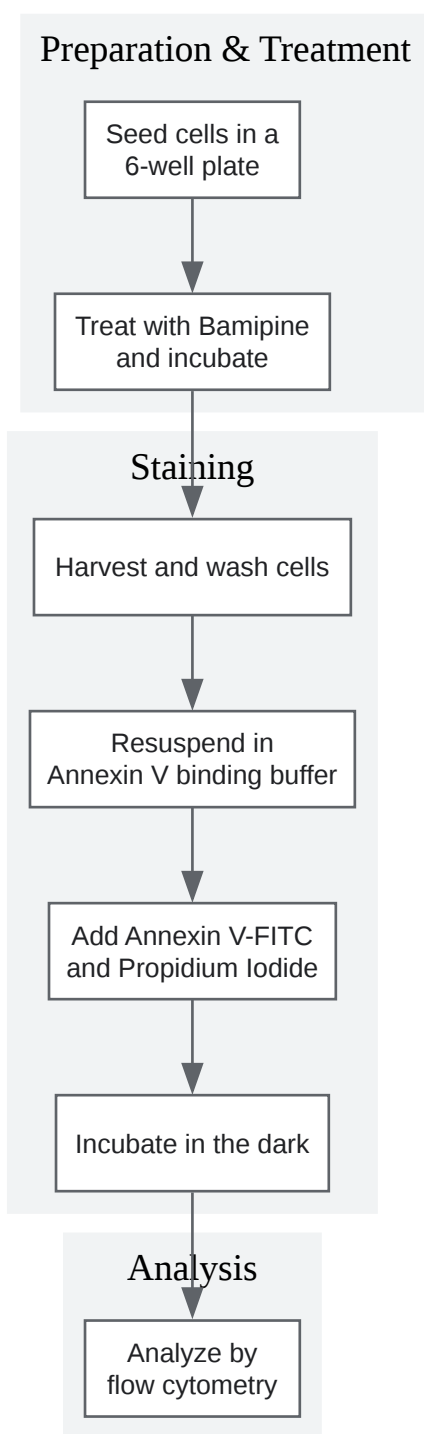 Preparation & Treatment
Seed cells in a
6-well plate
Treat with Bamipine
and incubate
Staining
Harvest and wash cells
Resuspend in
Annexin V binding buffer
Add Annexin V-FITC
and Propidium Iodide
Incubate in the dark
Analysis
Analyze by
flow cytometry